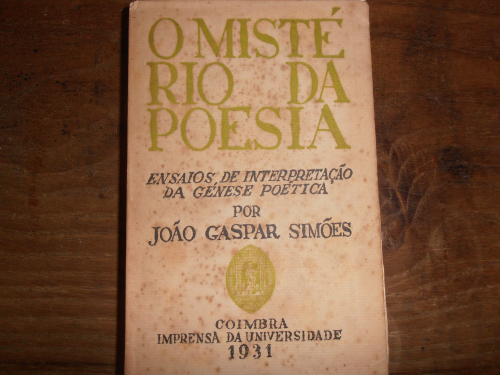 O MISTÉ
RIO DA
POESIA
ENSAIOS DE INTERPRETAÇÃO
DA GÉNESE POÉTICA
POR
JOÃO GASPAR SIMÕES
COIMBRA
IMPRENSA DA UNIVERSIDADE
1931